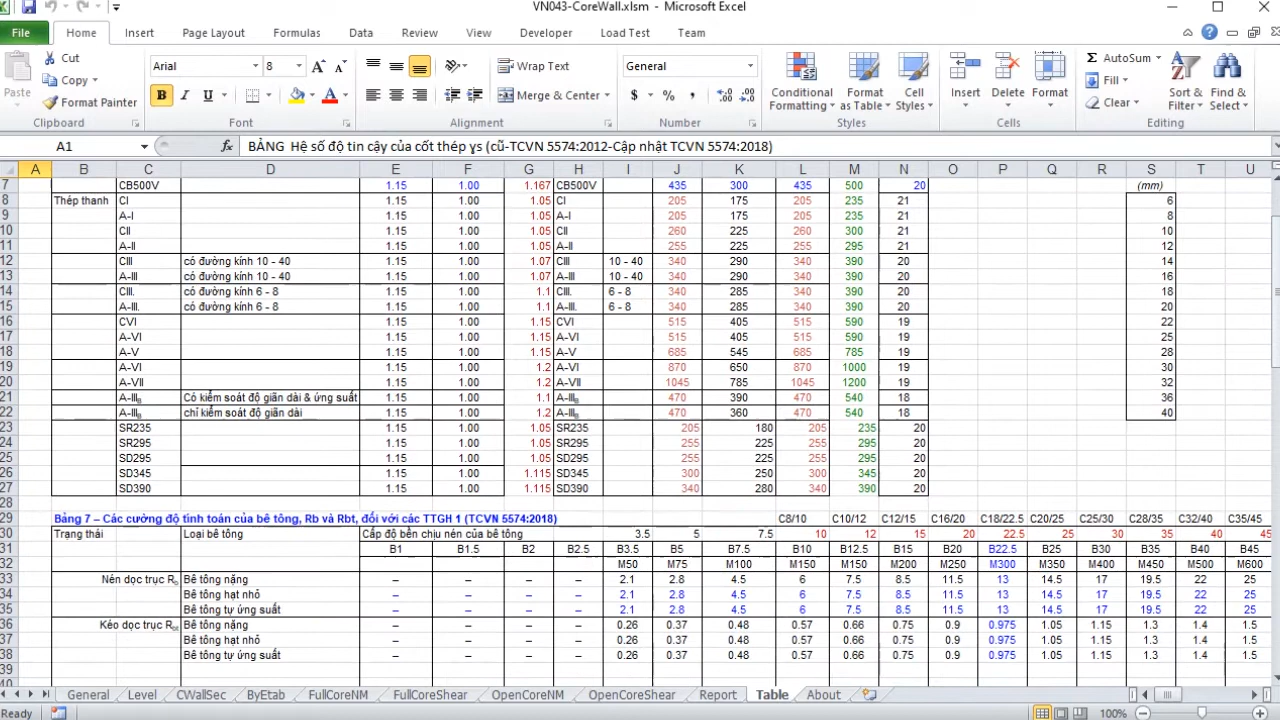 VN043-CoreWall.xlsm - Microsoft Excel
File Home Insert Page Layout Formulas Data Review View Developer Load Test Team
Cut
Copy
Format Painter
Paste
Clipboard
Arial 8
B I U A
Font
Wrap Text
Merge & Center
Alignment
General
$ % ,
Number
Conditional Formatting
Format as Table
Cell Styles
Styles
Insert Delete Format
Cells
Σ AutoSum
Fill
Clear
Sort & Filter
Find & Select
Editing
A1 fx BẢNG Hệ số độ tin cậy của cốt thép γs (cũ-TCVN 5574:2012-Cập nhật TCVN 5574:2018)
A B C D E F G H I J K L M N O P Q R S T U
7 CB500V 1.15 1.00 1.167 CB500V 435 300 435 500 20 (mm)
8 Thép thanh CI 1.15 1.00 1.05 CI 205 175 205 235 21 6
9 A-I 1.15 1.00 1.05 A-I 205 175 205 235 21 8
10 CII 1.15 1.00 1.05 CII 260 225 260 300 21 10
11 A-II 1.15 1.00 1.05 A-II 255 225 255 295 21 12
12 CIII có đường kính 10 - 40 1.15 1.00 1.07 CIII 10 - 40 340 290 340 390 20 14
13 A-III có đường kính 10 - 40 1.15 1.00 1.07 A-III 10 - 40 340 290 340 390 20 16
14 CIII. có đường kính 6 - 8 1.15 1.00 1.1 CIII. 6 - 8 340 285 340 390 20 18
15 A-III. có đường kính 6 - 8 1.15 1.00 1.1 A-III. 6 - 8 340 285 340 390 20 20
16 CVI 1.15 1.00 1.15 CVI 515 405 515 590 19 22
17 A-VI 1.15 1.00 1.15 A-VI 515 405 515 590 19 25
18 A-V 1.15 1.00 1.15 A-V 685 545 685 785 19 28
19 A-VI 1.15 1.00 1.2 A-VI 870 650 870 1000 19 30
20 A-VII 1.15 1.00 1.2 A-VII 1045 785 1045 1200 19 32
21 A-IIIB Có kiểm soát độ giãn dài & ứng suất 1.15 1.00 1.1 A-IIIB 470 390 470 540 18 36
22 A-IIIB chỉ kiểm soát độ giãn dài 1.15 1.00 1.2 A-IIIB 470 360 470 540 18 40
23 SR235 1.15 1.00 1.05 SR235 205 180 205 235 20
24 SR295 1.15 1.00 1.05 SR295 255 225 255 295 20
25 SD295 1.15 1.00 1.05 SD295 255 225 255 295 20
26 SD345 1.15 1.00 1.115 SD345 300 250 300 345 20
27 SD390 1.15 1.00 1.115 SD390 340 280 340 390 20
28
29 Bảng 7 – Các cường độ tính toán của bê tông, Rb và Rbt, đối với các TTGH 1 (TCVN 5574:2018) C8/10 C10/12 C12/15 C16/20 C18/22.5 C20/25 C25/30 C28/35 C32/40 C35/45
30 Trạng thái Loại bê tông Cấp độ bền chịu nén của bê tông 3.5 5 7.5 10 12 15 20 22.5 25 30 35 40 45
31 B1 B1.5 B2 B2.5 B3.5 B5 B7.5 B10 B12.5 B15 B20 B22.5 B25 B30 B35 B40 B45
32 M50 M75 M100 M150 M150 M200 M250 M300 M350 M400 M450 M500 M600
33 Nén dọc trục Rb Bê tông nặng – – – – 2.1 2.8 4.5 6 7.5 8.5 11.5 13 14.5 17 19.5 22 25
34 Bê tông hạt nhỏ – – – – 2.1 2.8 4.5 6 7.5 8.5 11.5 13 14.5 17 19.5 22 25
35 Bê tông tự ứng suất – – – – 2.1 2.8 4.5 6 7.5 8.5 11.5 13 14.5 17 19.5 22 25
36 Kéo dọc trục Rbt Bê tông nặng – – – – 0.26 0.37 0.48 0.57 0.66 0.75 0.9 0.975 1.05 1.15 1.3 1.4 1.5
37 Bê tông hạt nhỏ – – – – 0.26 0.37 0.48 0.57 0.66 0.75 0.9 0.975 1.05 1.15 1.3 1.4 1.5
38 Bê tông tự ứng suất – – – – 0.26 0.37 0.48 0.57 0.66 0.75 0.9 0.975 1.05 1.15 1.3 1.4 1.5
39
40
General Level CWallSec ByEtab FullCoreNM FullCoreShear OpenCoreNM OpenCoreShear Report Table About
Ready 100%